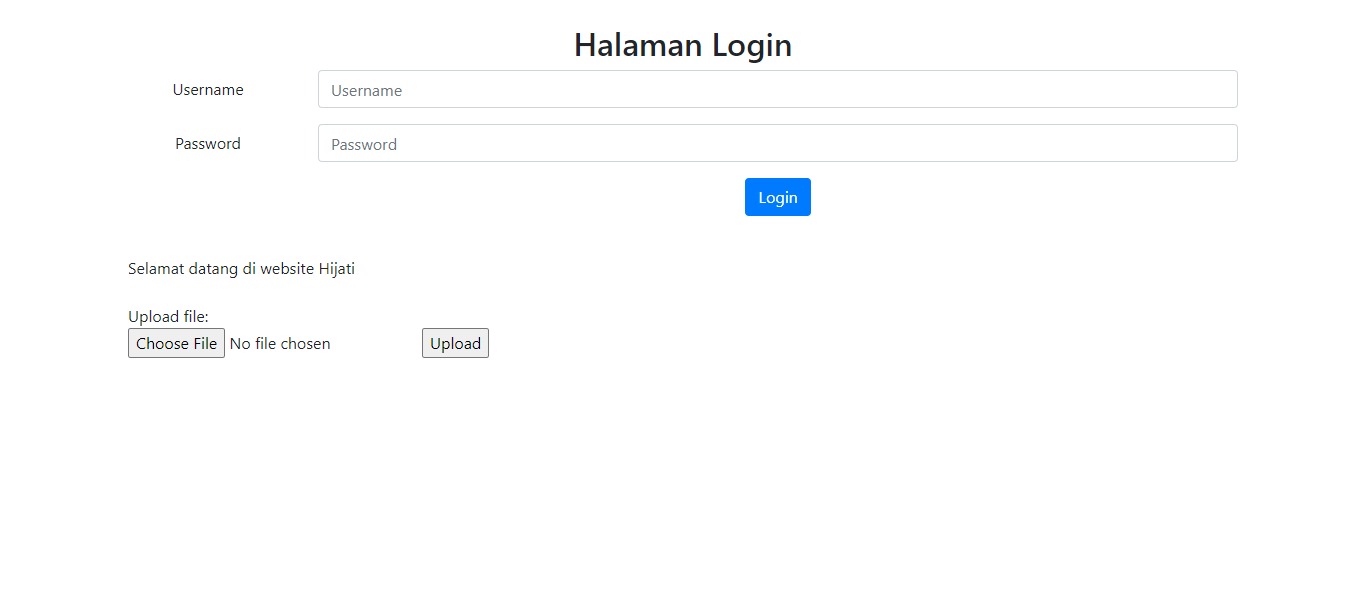 Halaman Login
Username Username
Password Password
Login
Selamat datang di website Hijati
Upload file:
Choose File No file chosen Upload